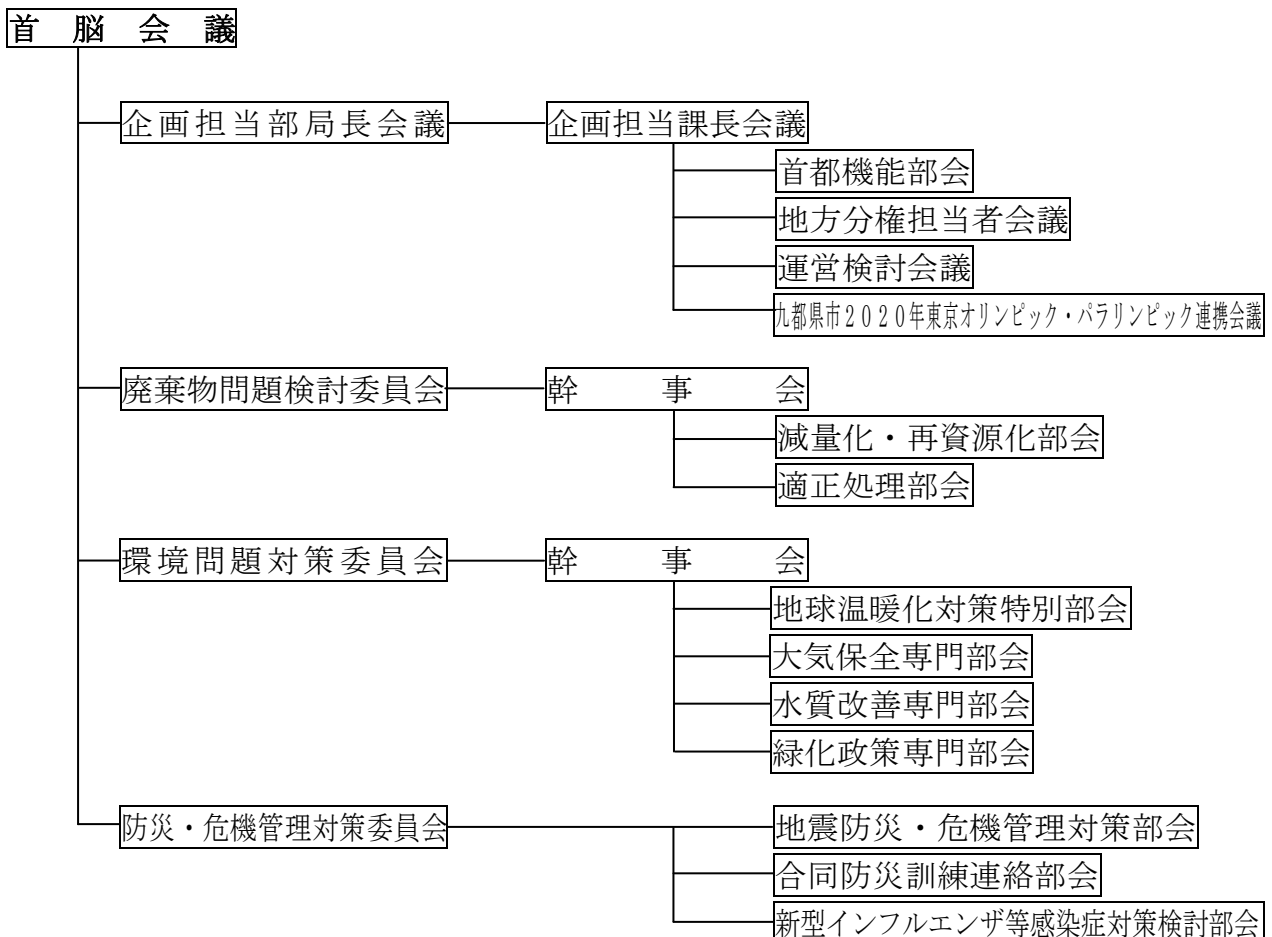 首脳会議
企画担当部局長会議 企画担当課長会議
首都機能部会
地方分権担当者会議
運営検討会議
九都県市２０２０年東京オリンピック・パラリンピック連携会議
廃棄物問題検討委員会 幹事会
減量化・再資源化部会
適正処理部会
環境問題対策委員会 幹事会
地球温暖化対策特別部会
大気保全専門部会
水質改善専門部会
緑化政策専門部会
防災・危機管理対策委員会 地震防災・危機管理対策部会
合同防災訓練連絡部会
新型インフルエンザ等感染症対策検討部会